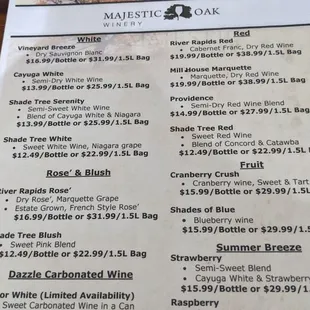 MAJESTIC OAK
WINERY
White
Vineyard Breeze
Dry Sauvignon Blanc
$16.99/Bottle or $31.99/1.5L Bag
Cayuga White
Semi-Dry White Wine
$13.99/Bottle or $25.99/1.5L Bag
Shade Tree Serenity
Semi-Sweet White Wine
Blend of Cayuga White & Niagara
$13.99/Bottle or $25.99/1.5L Bag
Shade Tree White
Sweet White Wine, Niagara grape
$12.49/Bottle or $22.99/1.5L Bag
Rose' & Blush
River Rapids Rose'
Dry Rose', Marquette Grape
Estate Grown, French Style Rose'
$16.99/Bottle or $31.99/1.5L Bag
Shade Tree Blush
Sweet Pink Blend
$12.49/Bottle or $22.99/1.5L Bag
Dazzle Carbonated Wine
or White (Limited Availability)
Sweet Carbonated Wine in a Can
Red
River Rapids Red
Cabernet Franc, Dry Red Wine
$19.99/Bottle or $38.99/1.5L Bag
Mill House Marquette
Marquette, Dry Red Wine
$19.99/Bottle or $38.99/1.5L Bag
Providence
Semi-Dry Red Wine Blend
$14.99/Bottle or $27.99/1.5L Bag
Shade Tree Red
Sweet Red Wine
Blend of Concord & Catawba
$12.49/Bottle or $22.99/1.5L
Fruit
Cranberry Crush
Cranberry wine, Sweet & Tart
$15.99/Bottle or $29.99/1.5L
Shades of Blue
Blueberry wine
$15.99/Bottle or $29.99/1.5L
Summer Breeze
Strawberry
Semi-Sweet Blend
Cayuga White & Strawberry
$15.99/Bottle or $29.99/1.5L
Raspberry